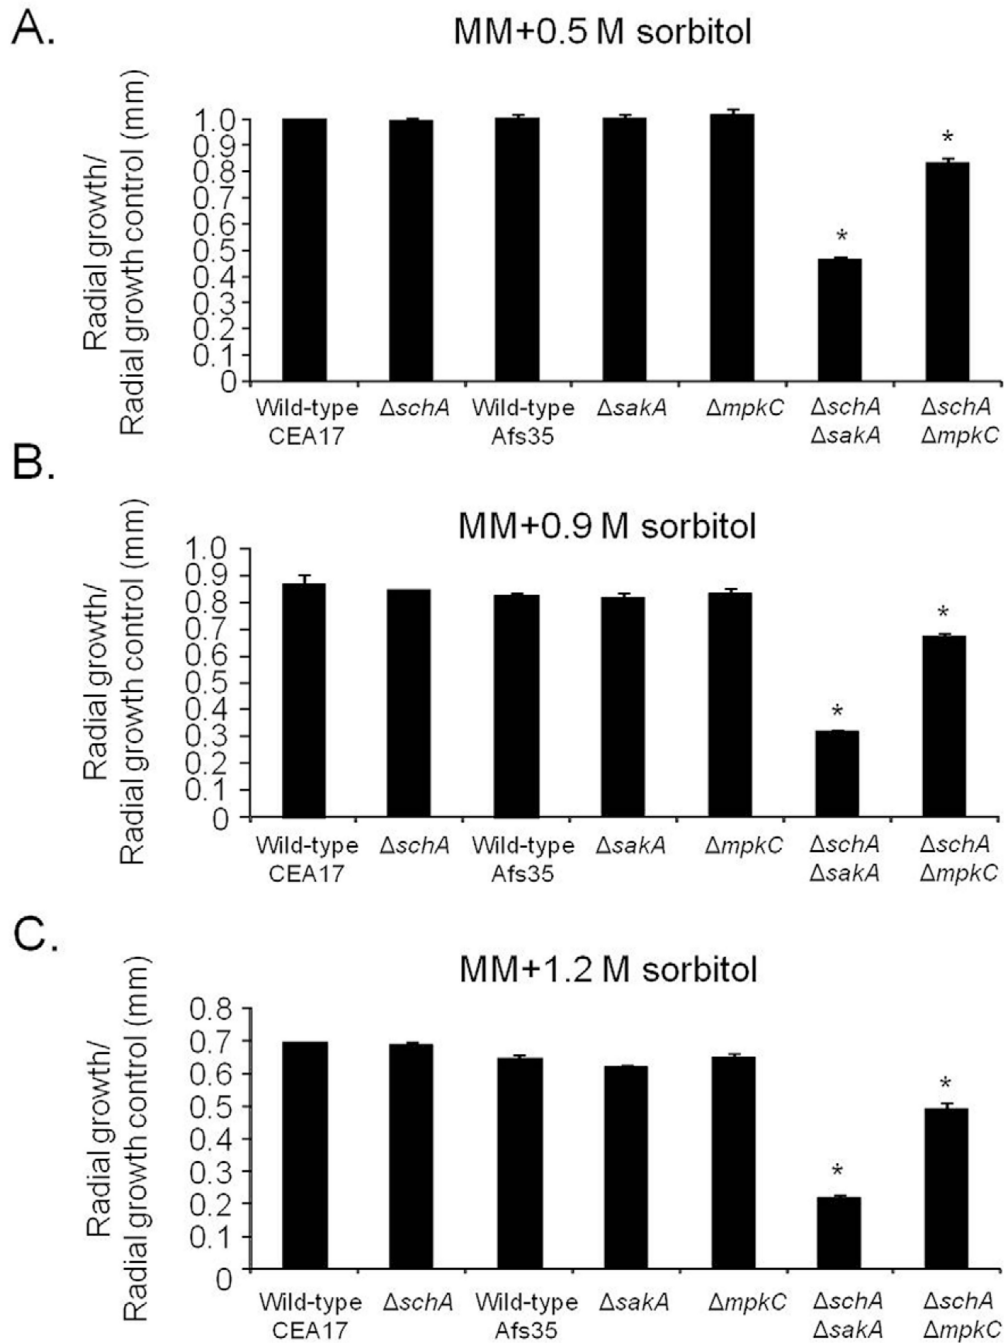 A.
MM+0.5 M sorbitol
Radial growth/
Radial growth control (mm)
1.0
0.9
0.8
0.7
0.6
0.5
0.4
0.3
0.2
0.1
0
*
*
Wild-type ΔschA Wild-type ΔsakA ΔmpkC ΔschA ΔschA
CEA17 Afs35 ΔsakA ΔmpkC
B.
MM+0.9 M sorbitol
Radial growth/
Radial growth control (mm)
1.0
0.9
0.8
0.7
0.6
0.5
0.4
0.3
0.2
0.1
0
*
*
Wild-type ΔschA Wild-type ΔsakA ΔmpkC ΔschA ΔschA
CEA17 Afs35 ΔsakA ΔmpkC
C.
MM+1.2 M sorbitol
Radial growth/
Radial growth control (mm)
0.8
0.7
0.6
0.5
0.4
0.3
0.2
0.1
0
*
*
Wild-type ΔschA Wild-type ΔsakA ΔmpkC ΔschA ΔschA
CEA17 Afs35 ΔsakA ΔmpkC